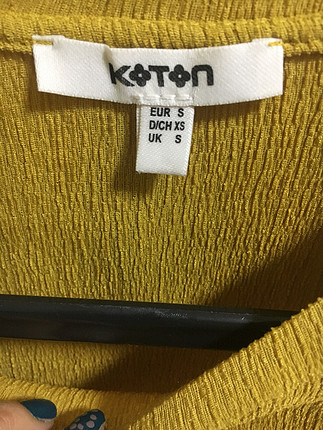 KOTON
EUR S
D/CH XS
UK S